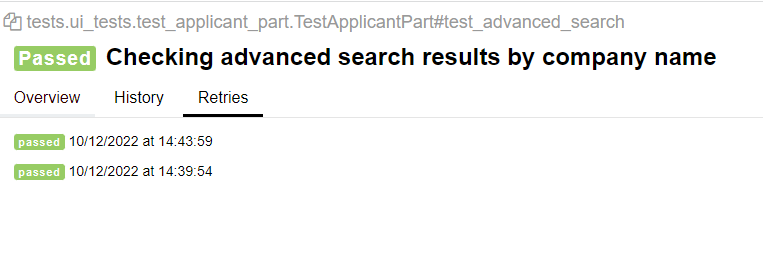 tests.ui_tests.test_applicant_part.TestApplicantPart#test_advanced_search
Passed Checking advanced search results by company name
Overview History Retries
passed 10/12/2022 at 14:43:59
passed 10/12/2022 at 14:39:54